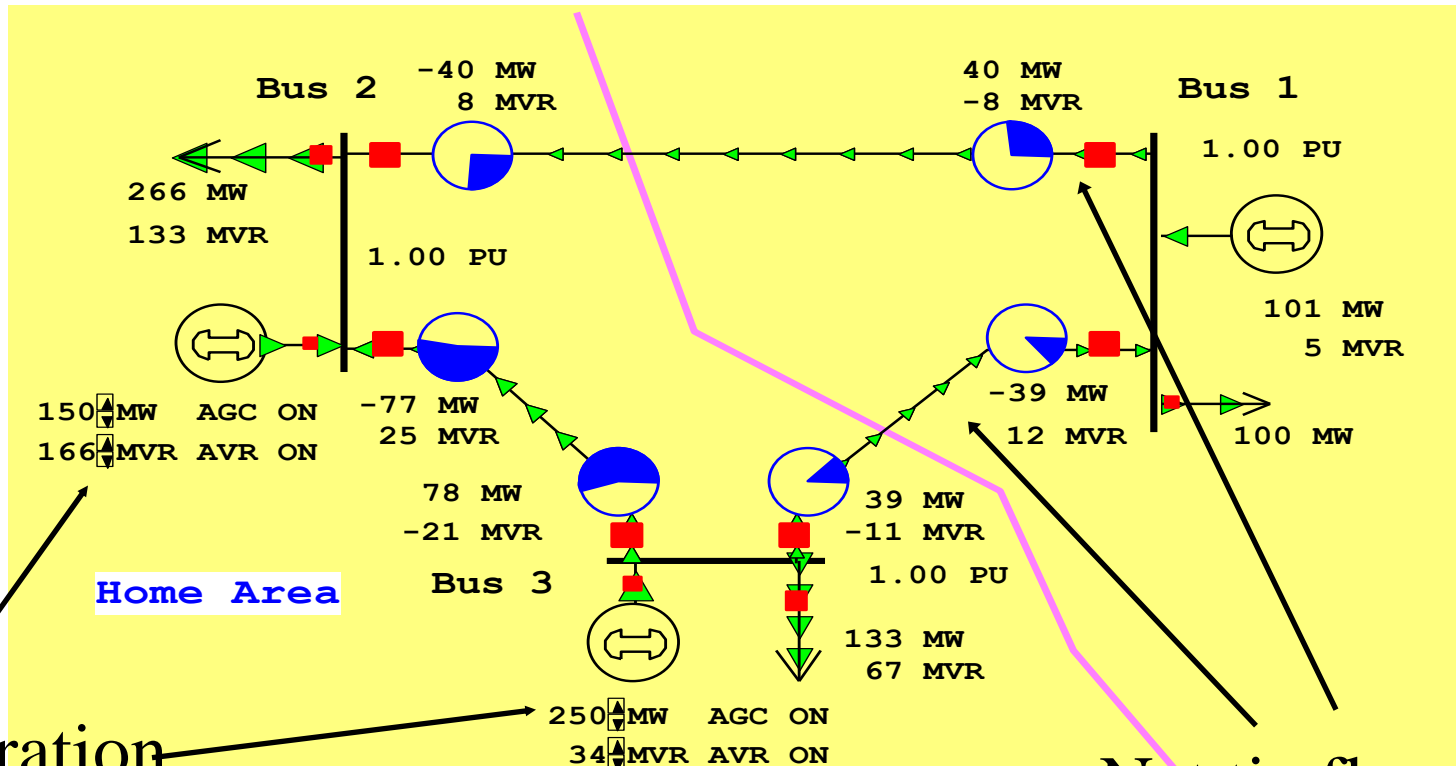 Bus 2
-40 MW
8 MVR
40 MW
-8 MVR
Bus 1
1.00 PU
266 MW
133 MVR
1.00 PU
101 MW
5 MVR
150 MW AGC ON
166 MVR AVR ON
-77 MW
25 MVR
-39 MW
12 MVR
100 MW
78 MW
-21 MVR
39 MW
-11 MVR
1.00 PU
Home Area
Bus 3
133 MW
67 MVR
250 MW AGC ON
34 MVR AVR ON
ration